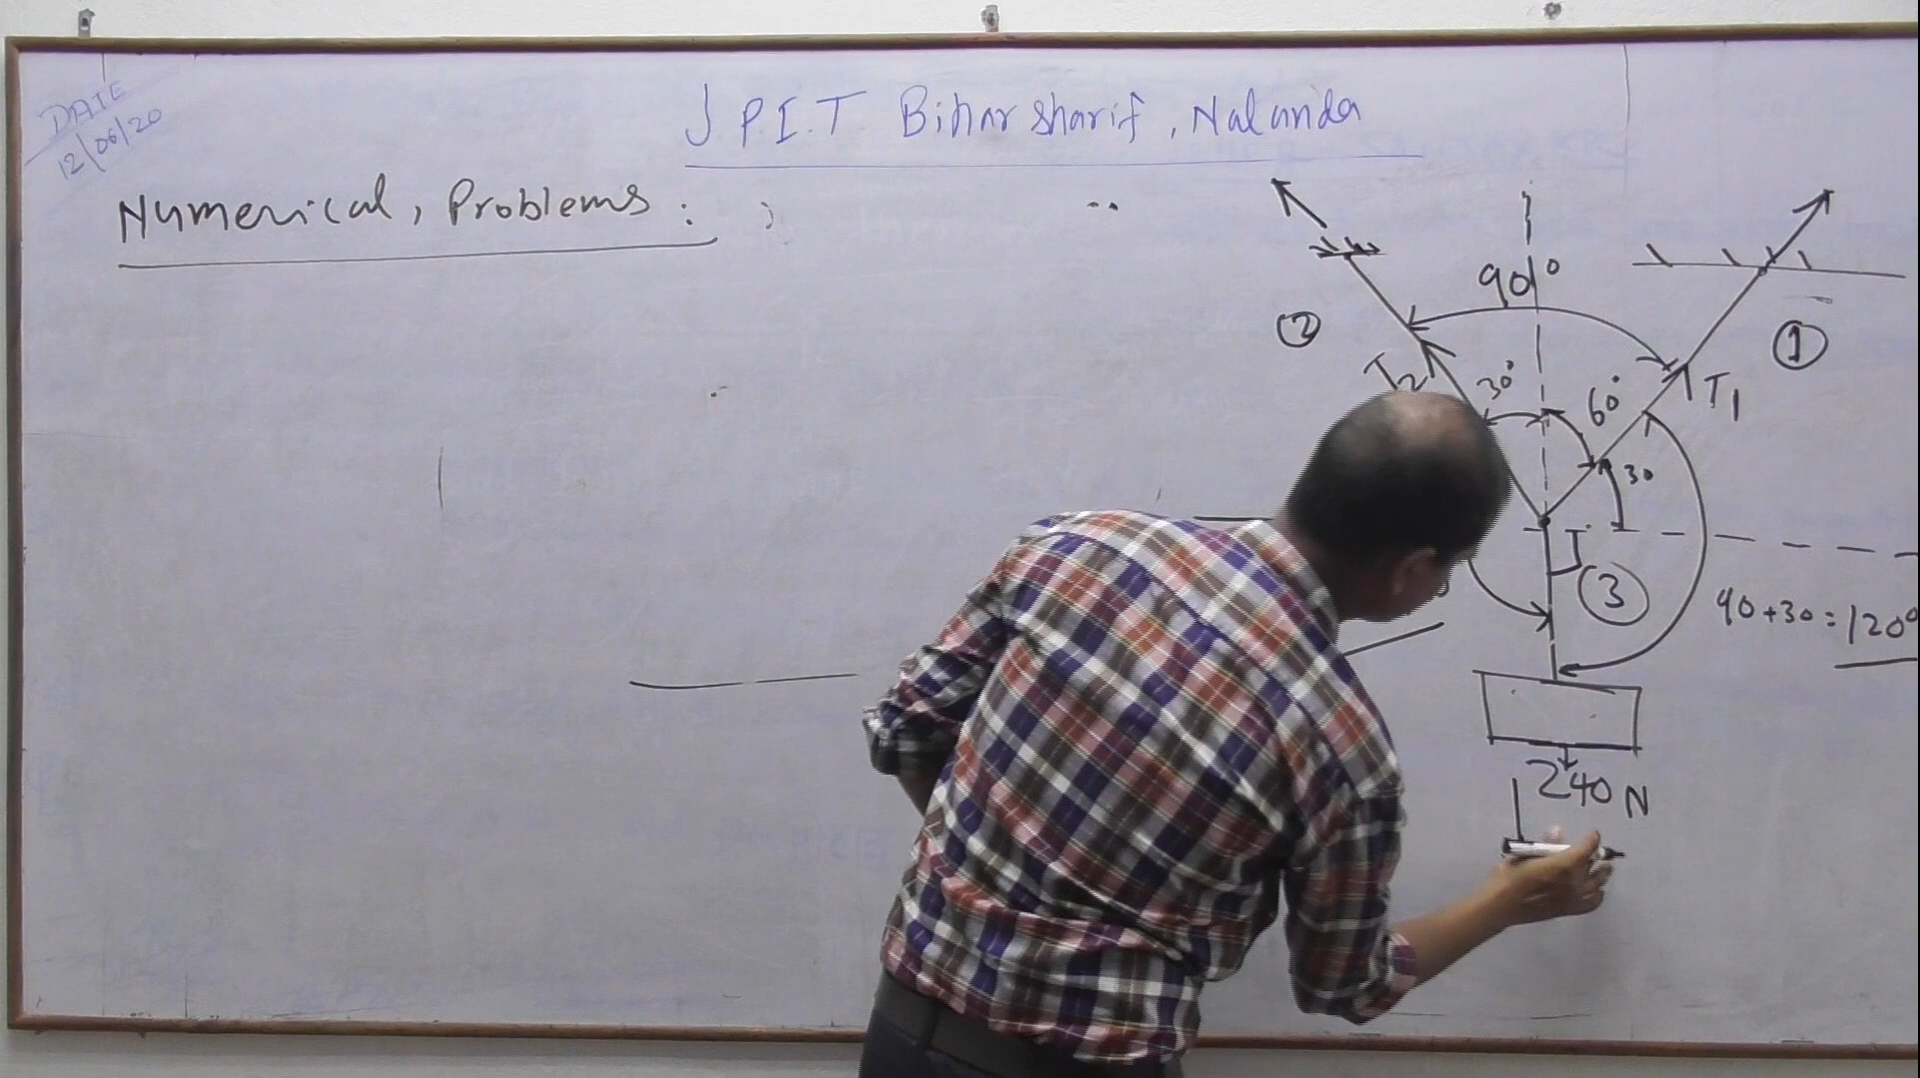 DATE
12/06/20
J P.I.T Biharsharif, Nalanda
Numerical, Problems :
90°
2
1
T2
30°
60°
T1
30
3
90+30=120°
240 N